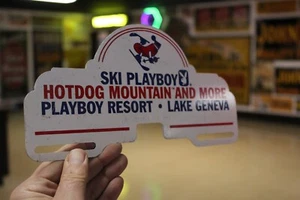 SKI PLAYBOY
HOTDOG MOUNTAIN AND MORE
PLAYBOY RESORT • LAKE GENEVA